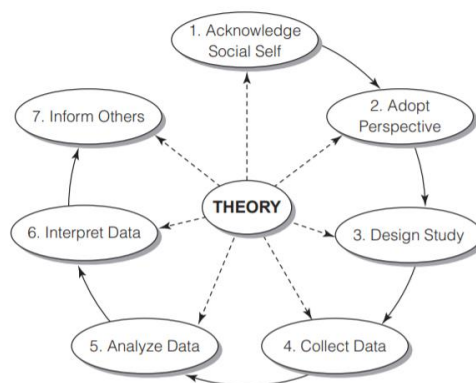 1. Acknowledge
Social Self
2. Adopt
Perspective
3. Design Study
4. Collect Data
5. Analyze Data
6. Interpret Data
7. Inform Others
THEORY